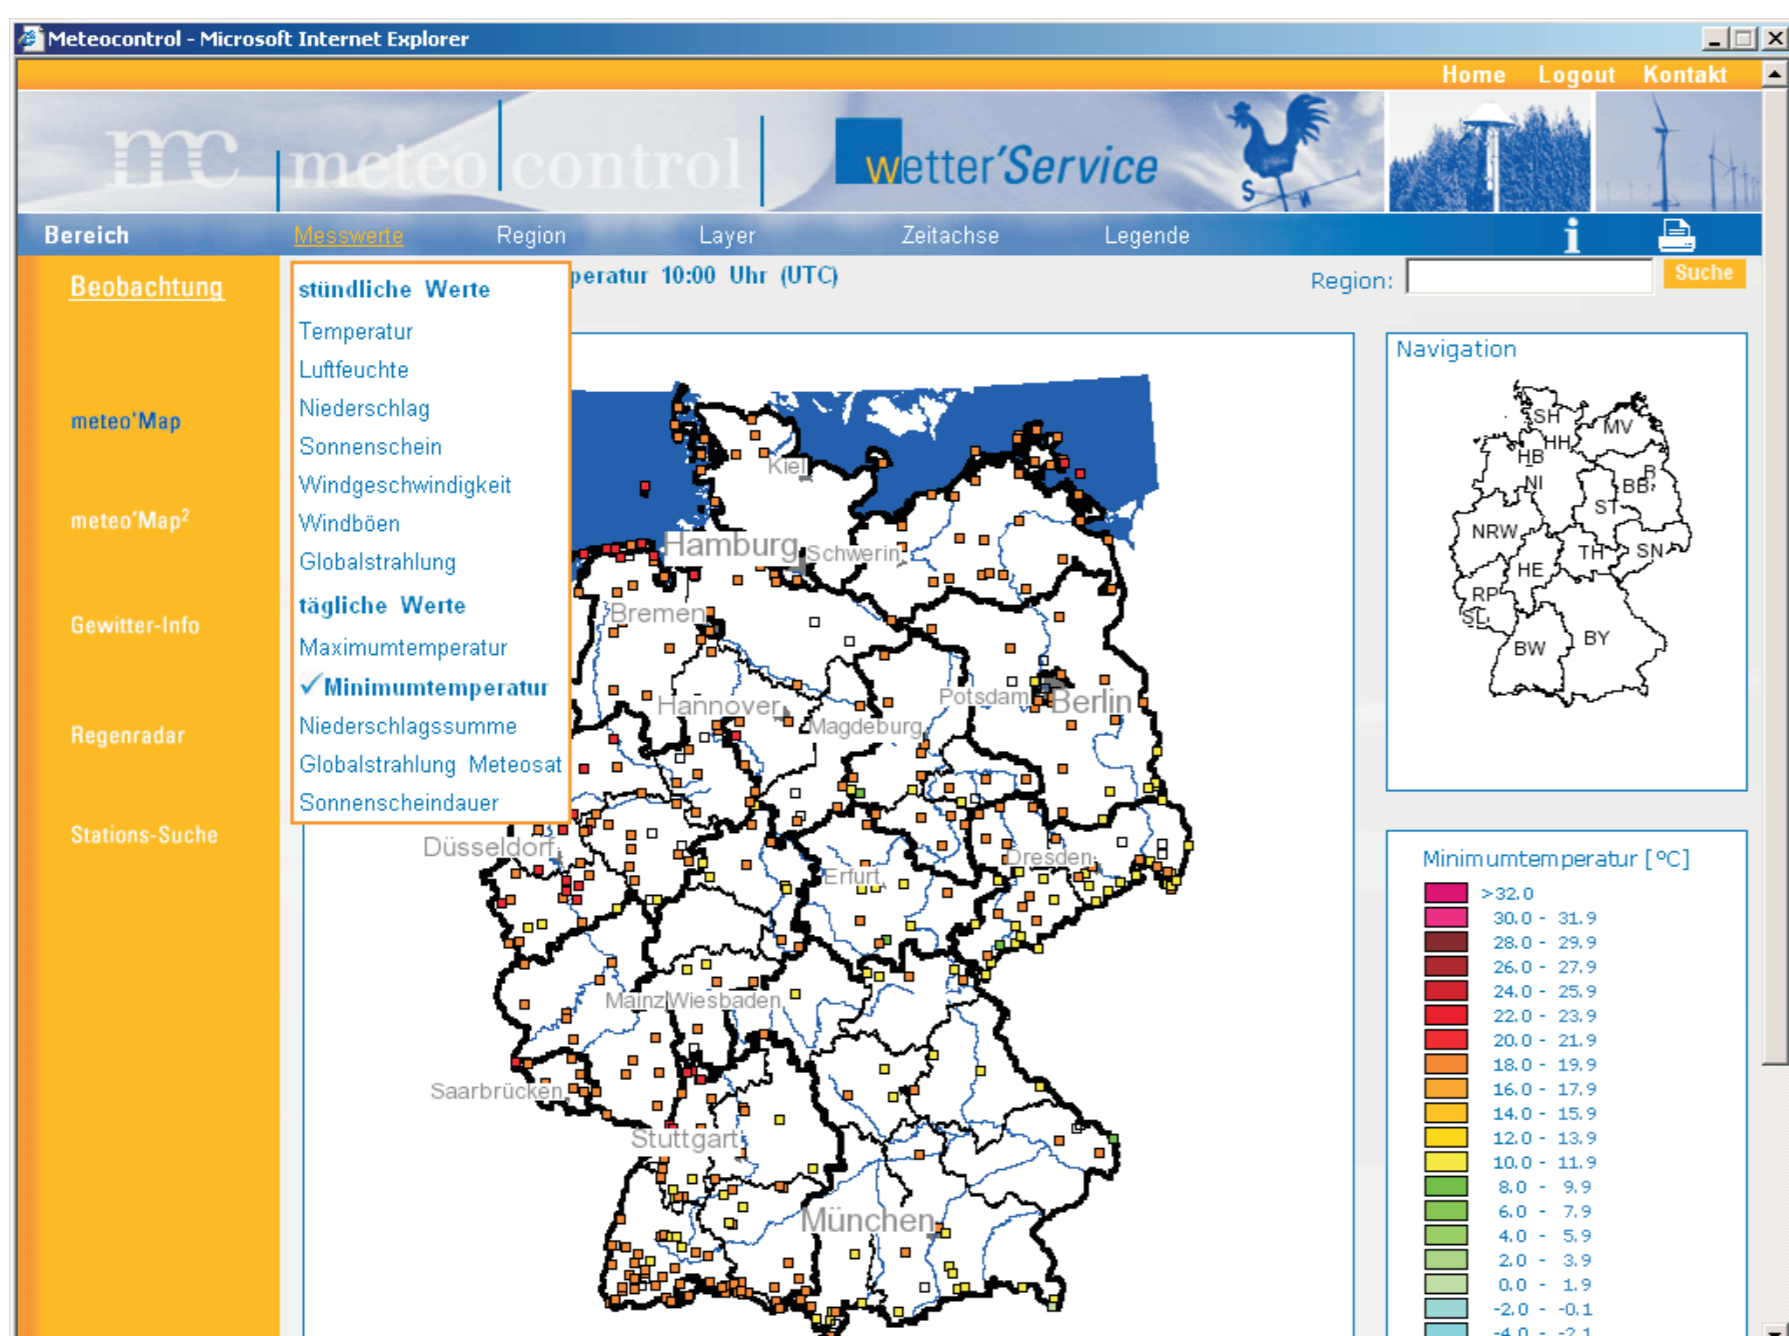 Meteocontrol - Microsoft Internet Explorer
Home Logout Kontakt
mc meteo control wetter'Service
S
Bereich Messwerte Region Layer Zeitachse Legende i
Beobachtung
meteo'Map
meteo'Map²
Gewitter-Info
Regenradar
Stations-Suche
stündliche Werte
Temperatur
Luftfeuchte
Niederschlag
Sonnenschein
Windgeschwindigkeit
Windböen
Globalstrahlung
tägliche Werte
Maximumtemperatur
✓Minimumtemperatur
Niederschlagssumme
Globalstrahlung Meteosat
Sonnenscheindauer
peratur 10:00 Uhr (UTC)
Region: Suche
Kiel
Hamburg
Schwerin
Bremen
Potsdam Berlin
Hannover
Magdeburg
Düsseldorf
Dresden
Erfurt
Mainz Wiesbaden
Saarbrücken
Stuttgart
München
Navigation
SH
MV
HH
HB
B
NI BB
ST
NRW
TH SN
HE
RP
SL
BW BY
Minimumtemperatur [ºC]
>32.0
30.0 - 31.9
28.0 - 29.9
26.0 - 27.9
24.0 - 25.9
22.0 - 23.9
20.0 - 21.9
18.0 - 19.9
16.0 - 17.9
14.0 - 15.9
12.0 - 13.9
10.0 - 11.9
8.0 - 9.9
6.0 - 7.9
4.0 - 5.9
2.0 - 3.9
0.0 - 1.9
-2.0 - -0.1
-4.0 - -2.1